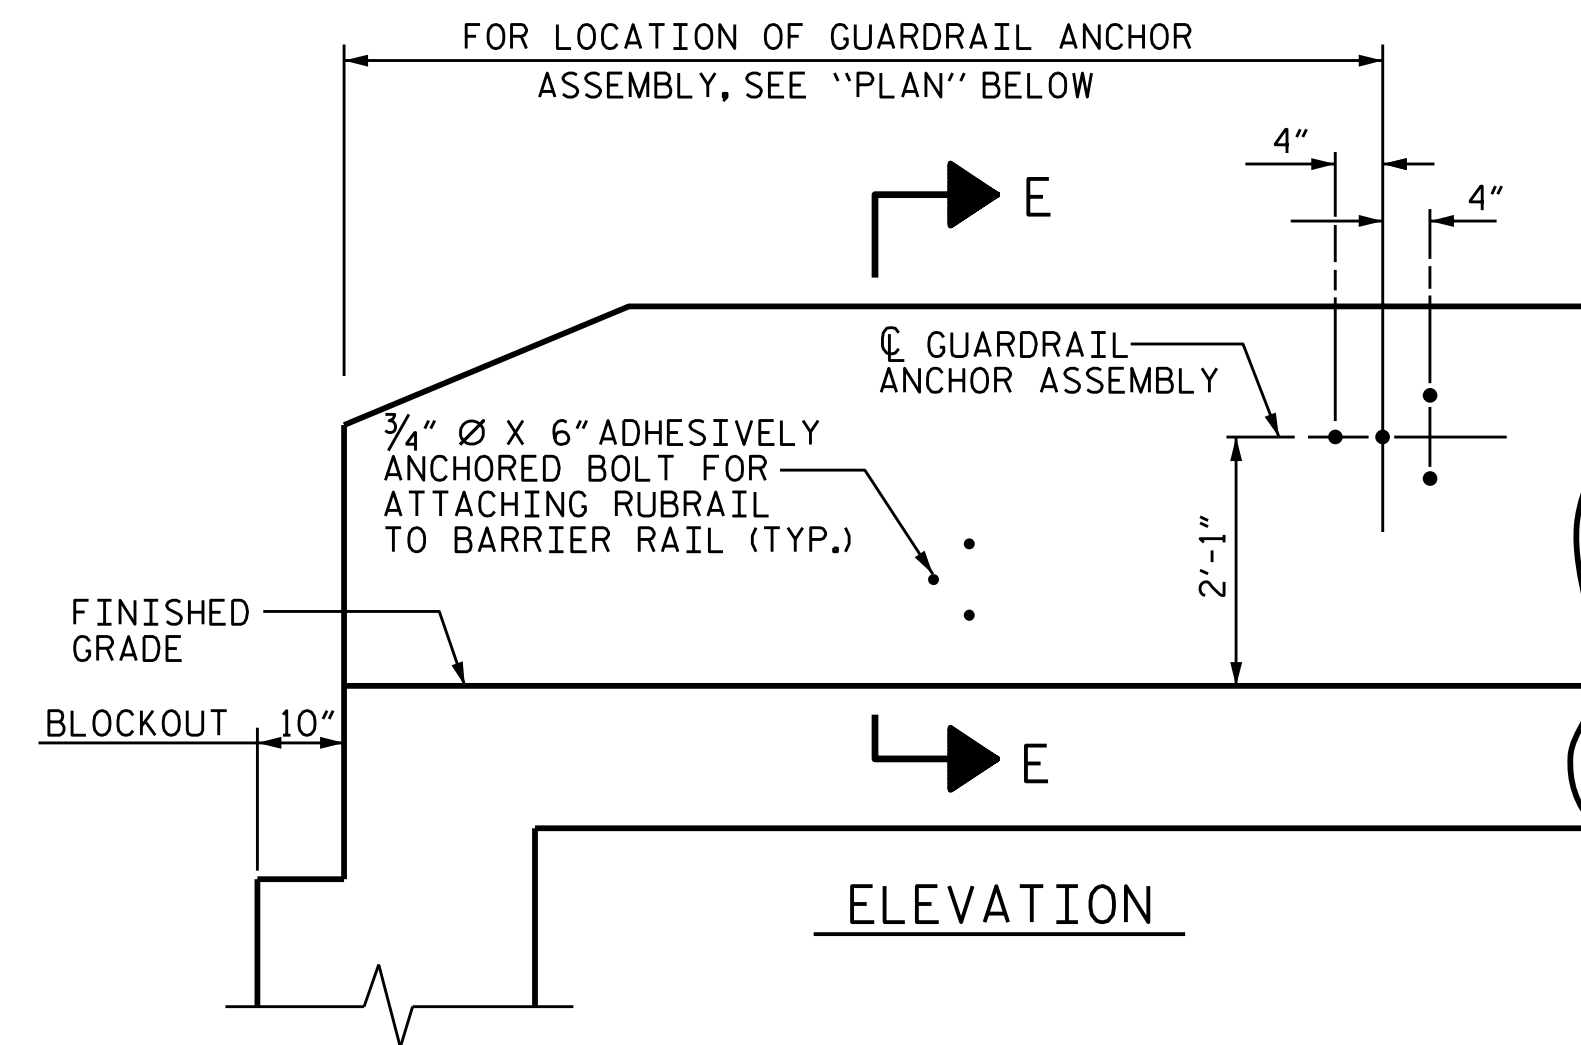 FOR LOCATION OF GUARDRAIL ANCHOR
ASSEMBLY, SEE ''PLAN'' BELOW
4"
4"
E
℄ GUARDRAIL
ANCHOR ASSEMBLY
3/4" Ø X 6" ADHESIVELY
ANCHORED BOLT FOR
ATTACHING RUBRAIL
TO BARRIER RAIL (TYP.)
2'-1"
FINISHED
GRADE
BLOCKOUT 10"
E
ELEVATION